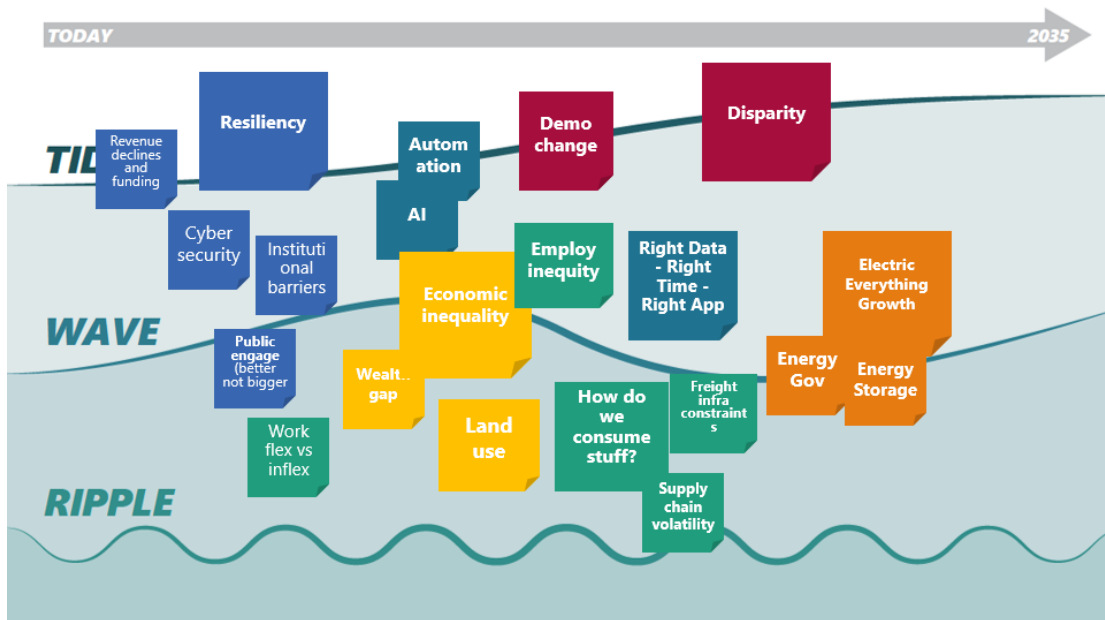 TODAY
2035
Resiliency
Disparity
Demo
change
Autom
ation
Revenue
declines
and
funding
TID
AI
Cyber
security
Instituti
onal
barriers
Employ
inequity
Right Data
- Right
Time -
Right App
Electric
Everything
Growth
Economic
inequality
WAVE
Public
engage
(better
not bigger
gap
Energy
Gov
Energy
Storage
Freight
infra
constraint
s
How do
we
consume
stuff?
Land
use
Work
flex vs
inflex
RIPPLE
Supply
chain
volatility